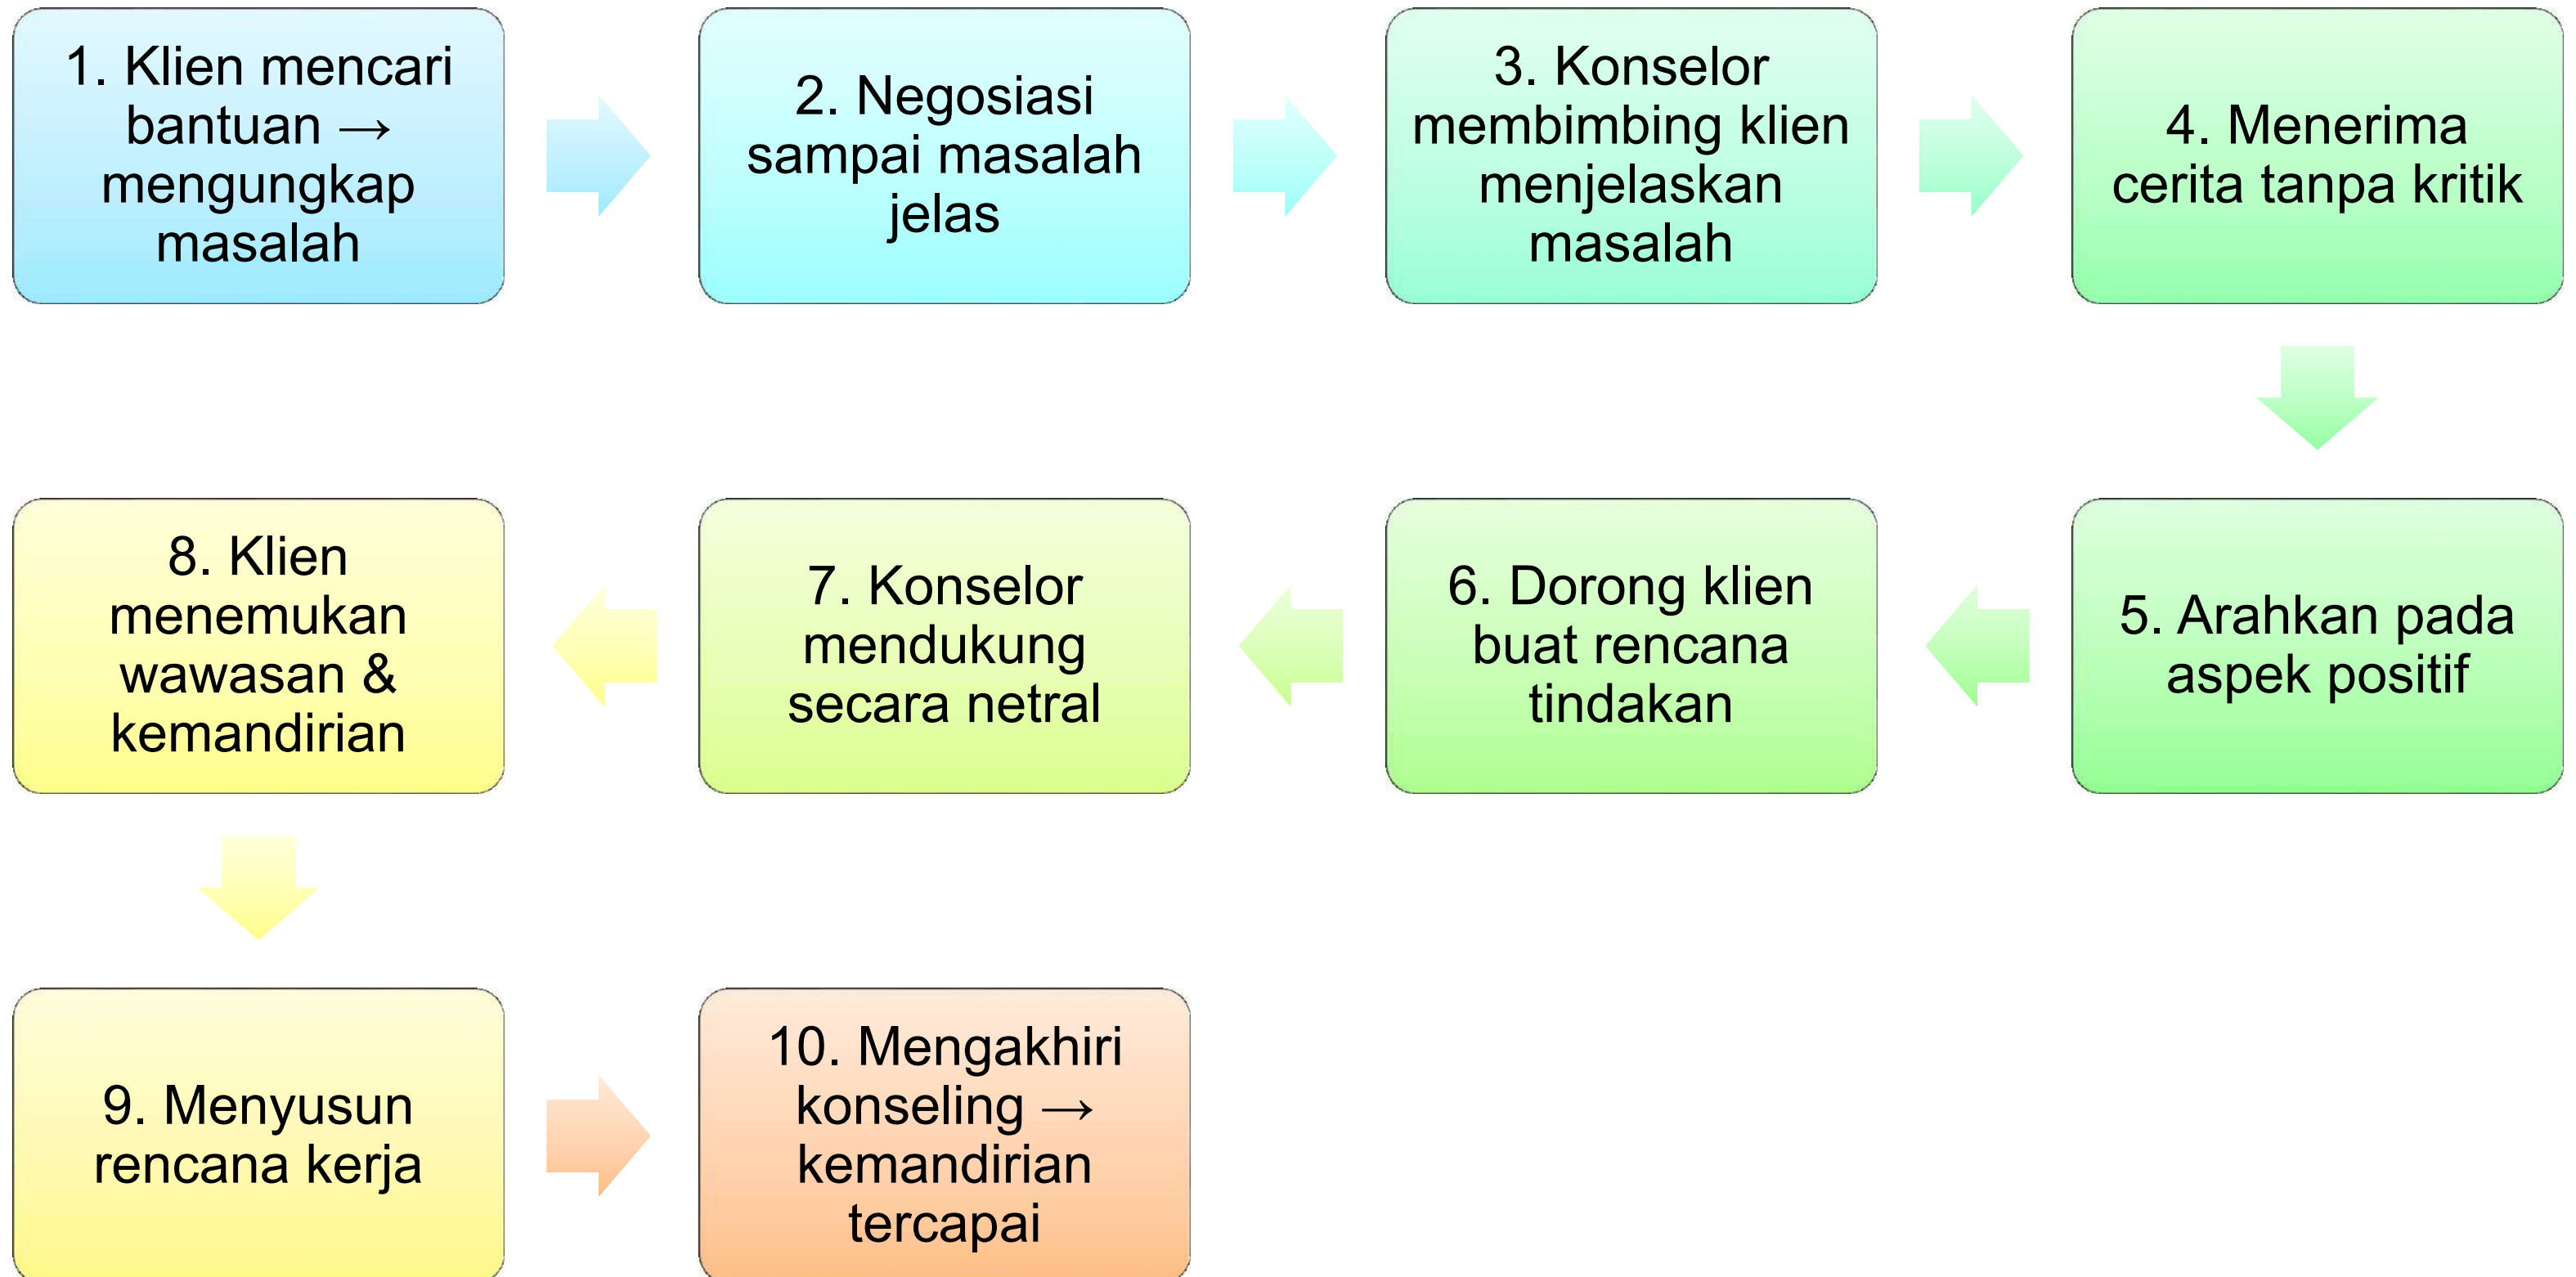 1. Klien mencari
bantuan →
mengungkap
masalah
2. Negosiasi
sampai masalah
jelas
3. Konselor
membimbing klien
menjelaskan
masalah
4. Menerima
cerita tanpa kritik
5. Arahkan pada
aspek positif
6. Dorong klien
buat rencana
tindakan
7. Konselor
mendukung
secara netral
8. Klien
menemukan
wawasan &
kemandirian
9. Menyusun
rencana kerja
10. Mengakhiri
konseling →
kemandirian
tercapai